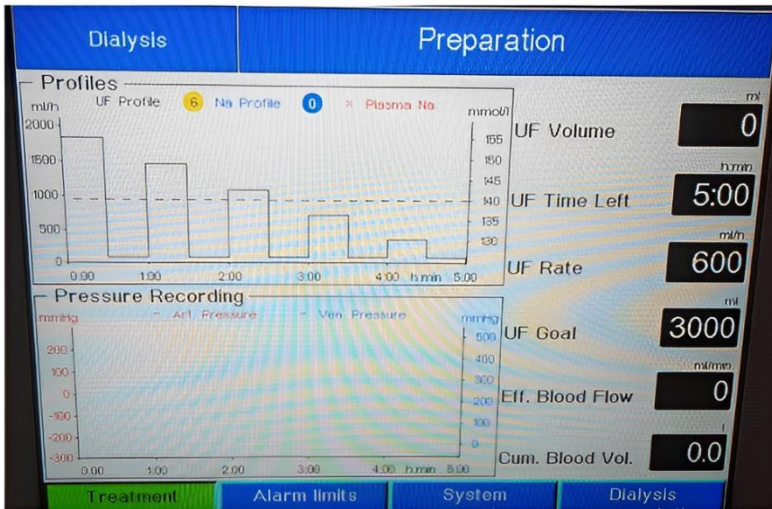 Dialysis
Preparation
Profiles
ml/h UF Profile 6 Na Profile 0 × Plasma Na mmol/l
2000
1500
1000
500
0
155
150
145
140
135
130
0:00 1:00 2:00 3:00 4:00 h:min 5:00
Pressure Recording
mmHg - Art. Pressure - Ven. Pressure mmHg
200
100
0
-100
-200
-300
500
400
300
200
100
0
0:00 1:00 2:00 3:00 4:00 h:min 5:00
ml
UF Volume 0
h:min
UF Time Left 5:00
ml/h
UF Rate 600
ml
UF Goal 3000
ml/min
Eff. Blood Flow 0
l
Cum. Blood Vol. 0.0
Treatment
Alarm limits
System
Dialysis